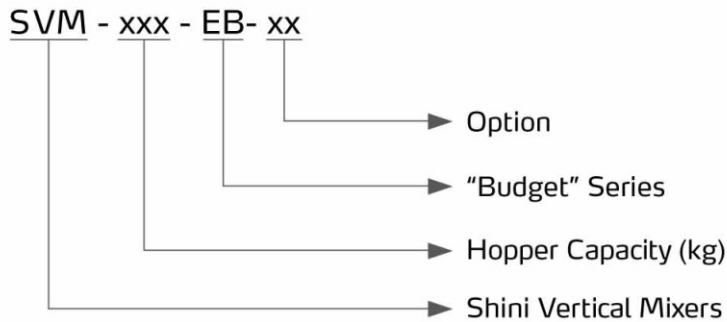 SVM - xxx - EB- xx
Option
“Budget” Series
Hopper Capacity (kg)
Shini Vertical Mixers